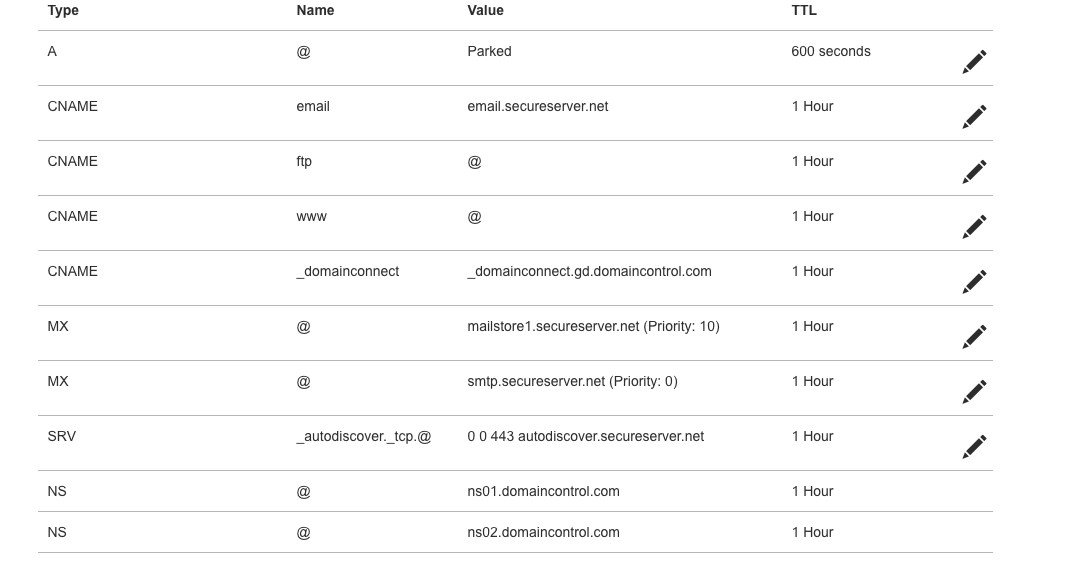 Type Name Value TTL
A @ Parked 600 seconds
CNAME email email.secureserver.net 1 Hour
CNAME ftp @ 1 Hour
CNAME www @ 1 Hour
CNAME _domainconnect _domainconnect.gd.domaincontrol.com 1 Hour
MX @ mailstore1.secureserver.net (Priority: 10) 1 Hour
MX @ smtp.secureserver.net (Priority: 0) 1 Hour
SRV _autodiscover._tcp.@ 0 0 443 autodiscover.secureserver.net 1 Hour
NS @ ns01.domaincontrol.com 1 Hour
NS @ ns02.domaincontrol.com 1 Hour